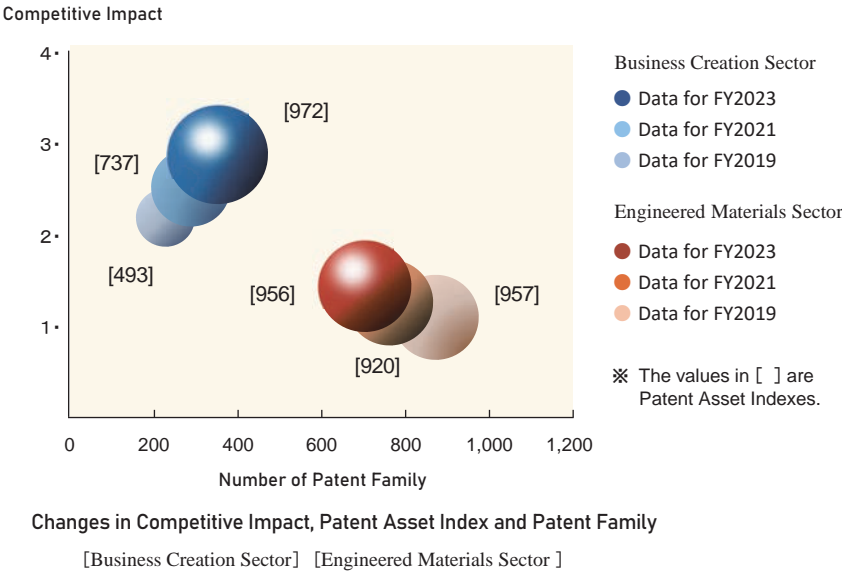 Competitive Impact
4
3
2
1
[972]
[737]
[493]
[956]
[957]
[920]
0 200 400 600 800 1,000 1,200
Number of Patent Family
Business Creation Sector
Data for FY2023
Data for FY2021
Data for FY2019
Engineered Materials Sector
Data for FY2023
Data for FY2021
Data for FY2019
※ The values in [ ] are
Patent Asset Indexes.
Changes in Competitive Impact, Patent Asset Index and Patent Family
[Business Creation Sector] [Engineered Materials Sector ]